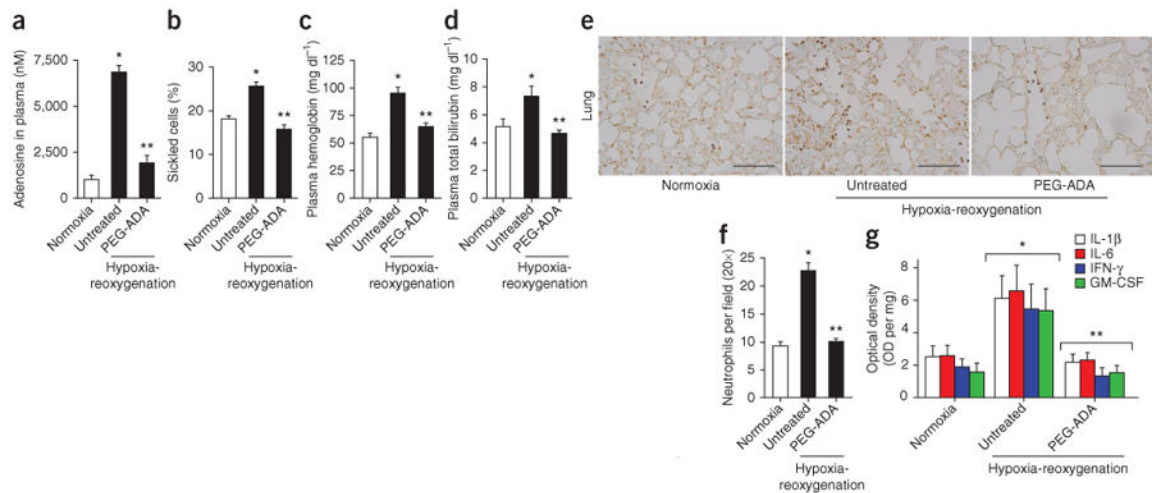 a
Adenosine in plasma (nM)
7,500
5,000
2,500
0
*
**
Normoxia
Untreated
PEG-ADA
Hypoxia-
reoxygenation
b
Sickled cells (%)
30
20
10
0
*
**
Normoxia
Untreated
PEG-ADA
Hypoxia-
reoxygenation
c
Plasma hemoglobin (mg dl⁻¹)
125
100
75
50
25
0
*
**
Normoxia
Untreated
PEG-ADA
Hypoxia-
reoxygenation
d
Plasma total bilirubin (mg dl⁻¹)
10
8
6
4
2
0
*
**
Normoxia
Untreated
PEG-ADA
Hypoxia-
reoxygenation
e
Lung
Normoxia
Untreated
PEG-ADA
Hypoxia-reoxygenation
f
Neutrophils per field (20×)
25
20
15
10
5
0
*
**
Normoxia
Untreated
PEG-ADA
Hypoxia-
reoxygenation
g
Optical density
(OD per mg)
8
6
4
2
0
*
**
IL-1β
IL-6
IFN-γ
GM-CSF
Normoxia
Untreated
PEG-ADA
Hypoxia-reoxygenation